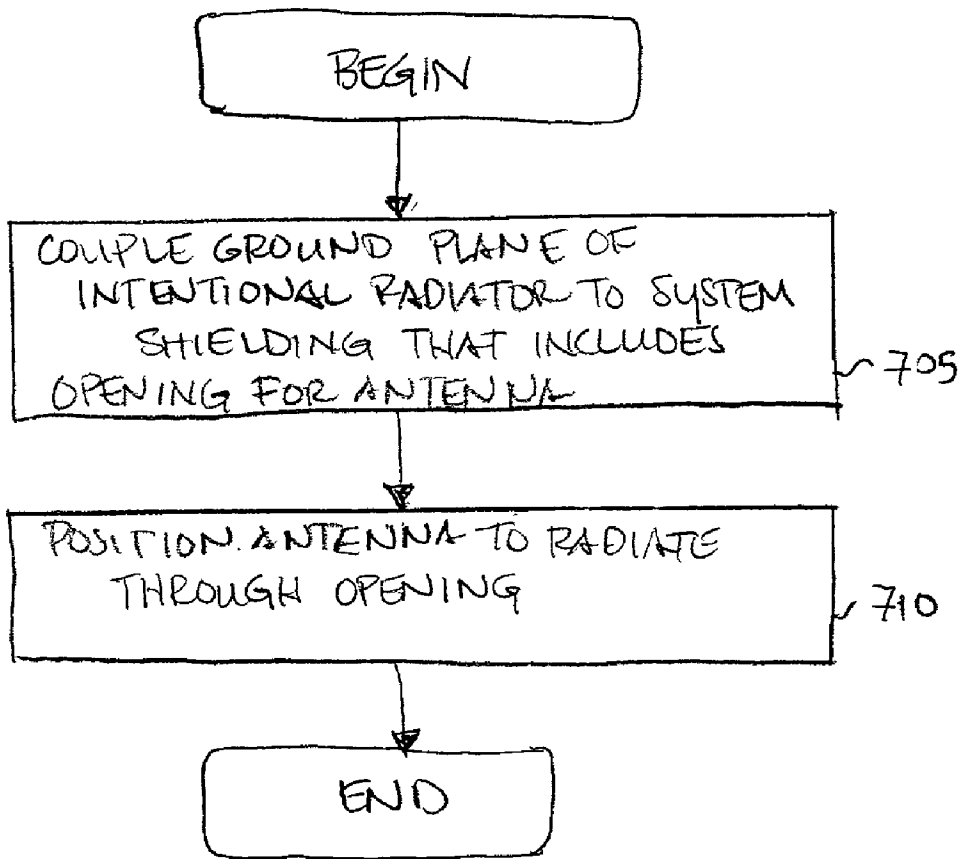 BEGIN
COUPLE GROUND PLANE OF
INTENTIONAL RADIATOR TO SYSTEM
SHIELDING THAT INCLUDES
OPENING FOR ANTENNA
705
POSITION ANTENNA TO RADIATE
THROUGH OPENING
710
END